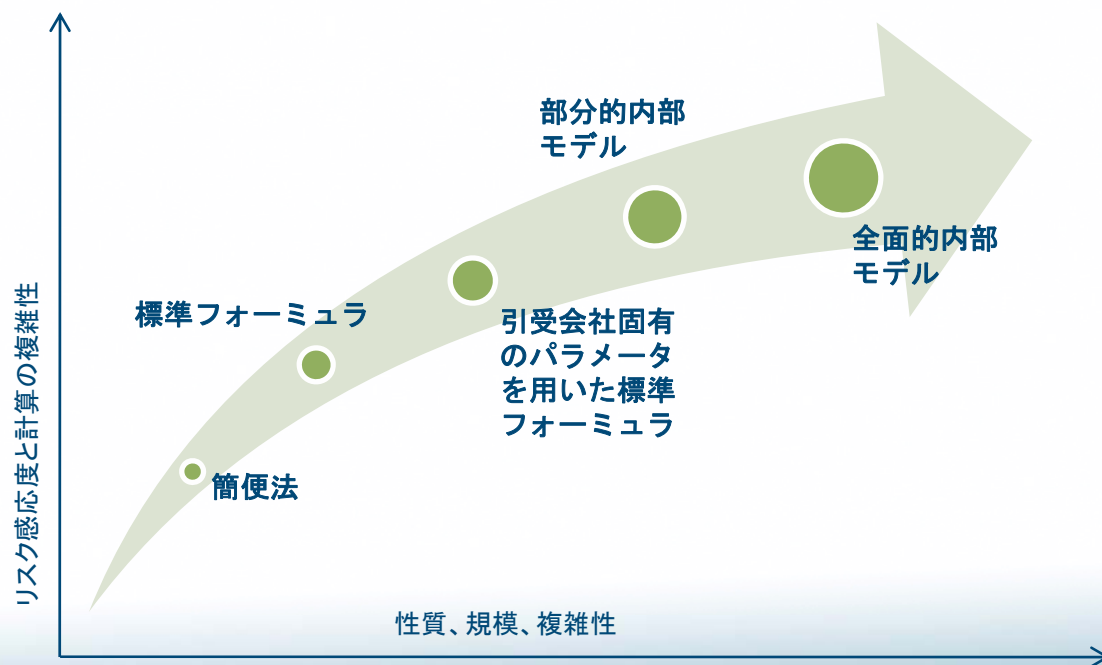 部分的内部
モデル
全面的内部
モデル
標準フォーミュラ
引受会社固有
のパラメータ
を用いた標準
フォーミュラ
簡便法
リスク感応度と計算の複雑性
性質、規模、複雑性